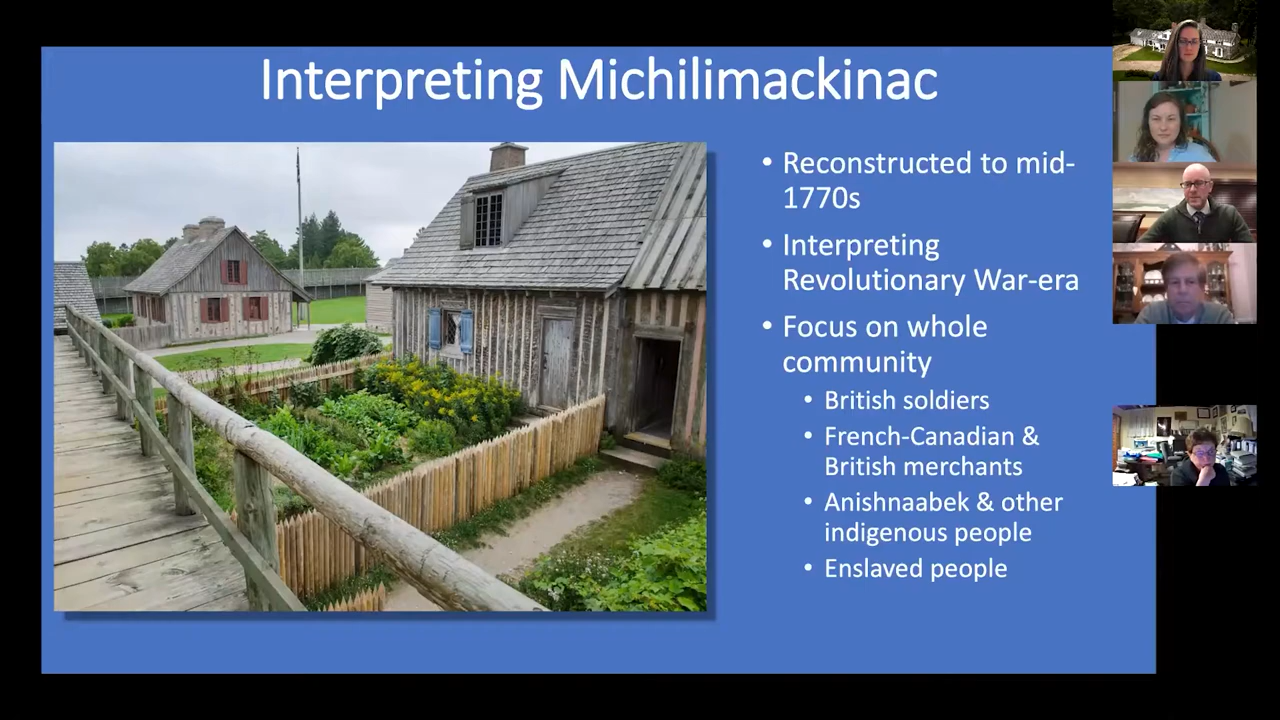 Interpreting Michilimackinac
• Reconstructed to mid-
1770s
• Interpreting
Revolutionary War-era
• Focus on whole
community
• British soldiers
• French-Canadian &
British merchants
• Anishnaabek & other
indigenous people
• Enslaved people